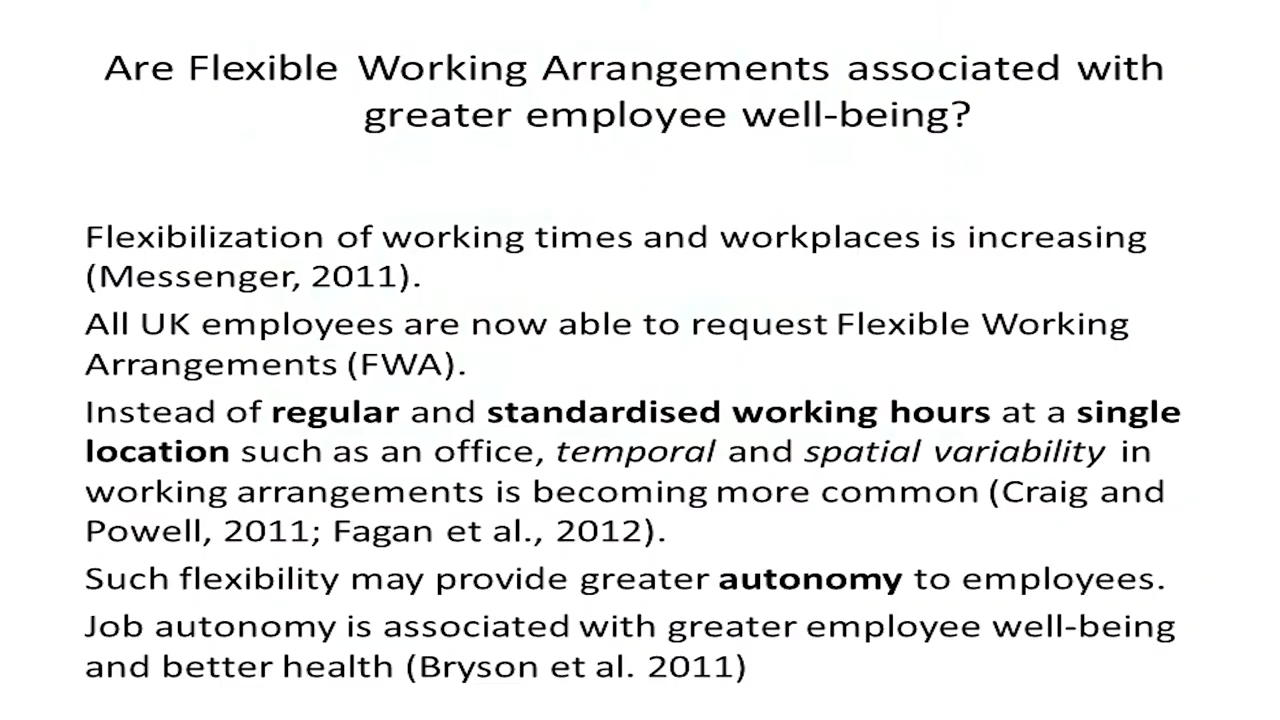 Are Flexible Working Arrangements associated with
greater employee well-being?
Flexibilization of working times and workplaces is increasing
(Messenger, 2011).
All UK employees are now able to request Flexible Working
Arrangements (FWA).
Instead of regular and standardised working hours at a single
location such as an office, temporal and spatial variability in
working arrangements is becoming more common (Craig and
Powell, 2011; Fagan et al., 2012).
Such flexibility may provide greater autonomy to employees.
Job autonomy is associated with greater employee well-being
and better health (Bryson et al. 2011)